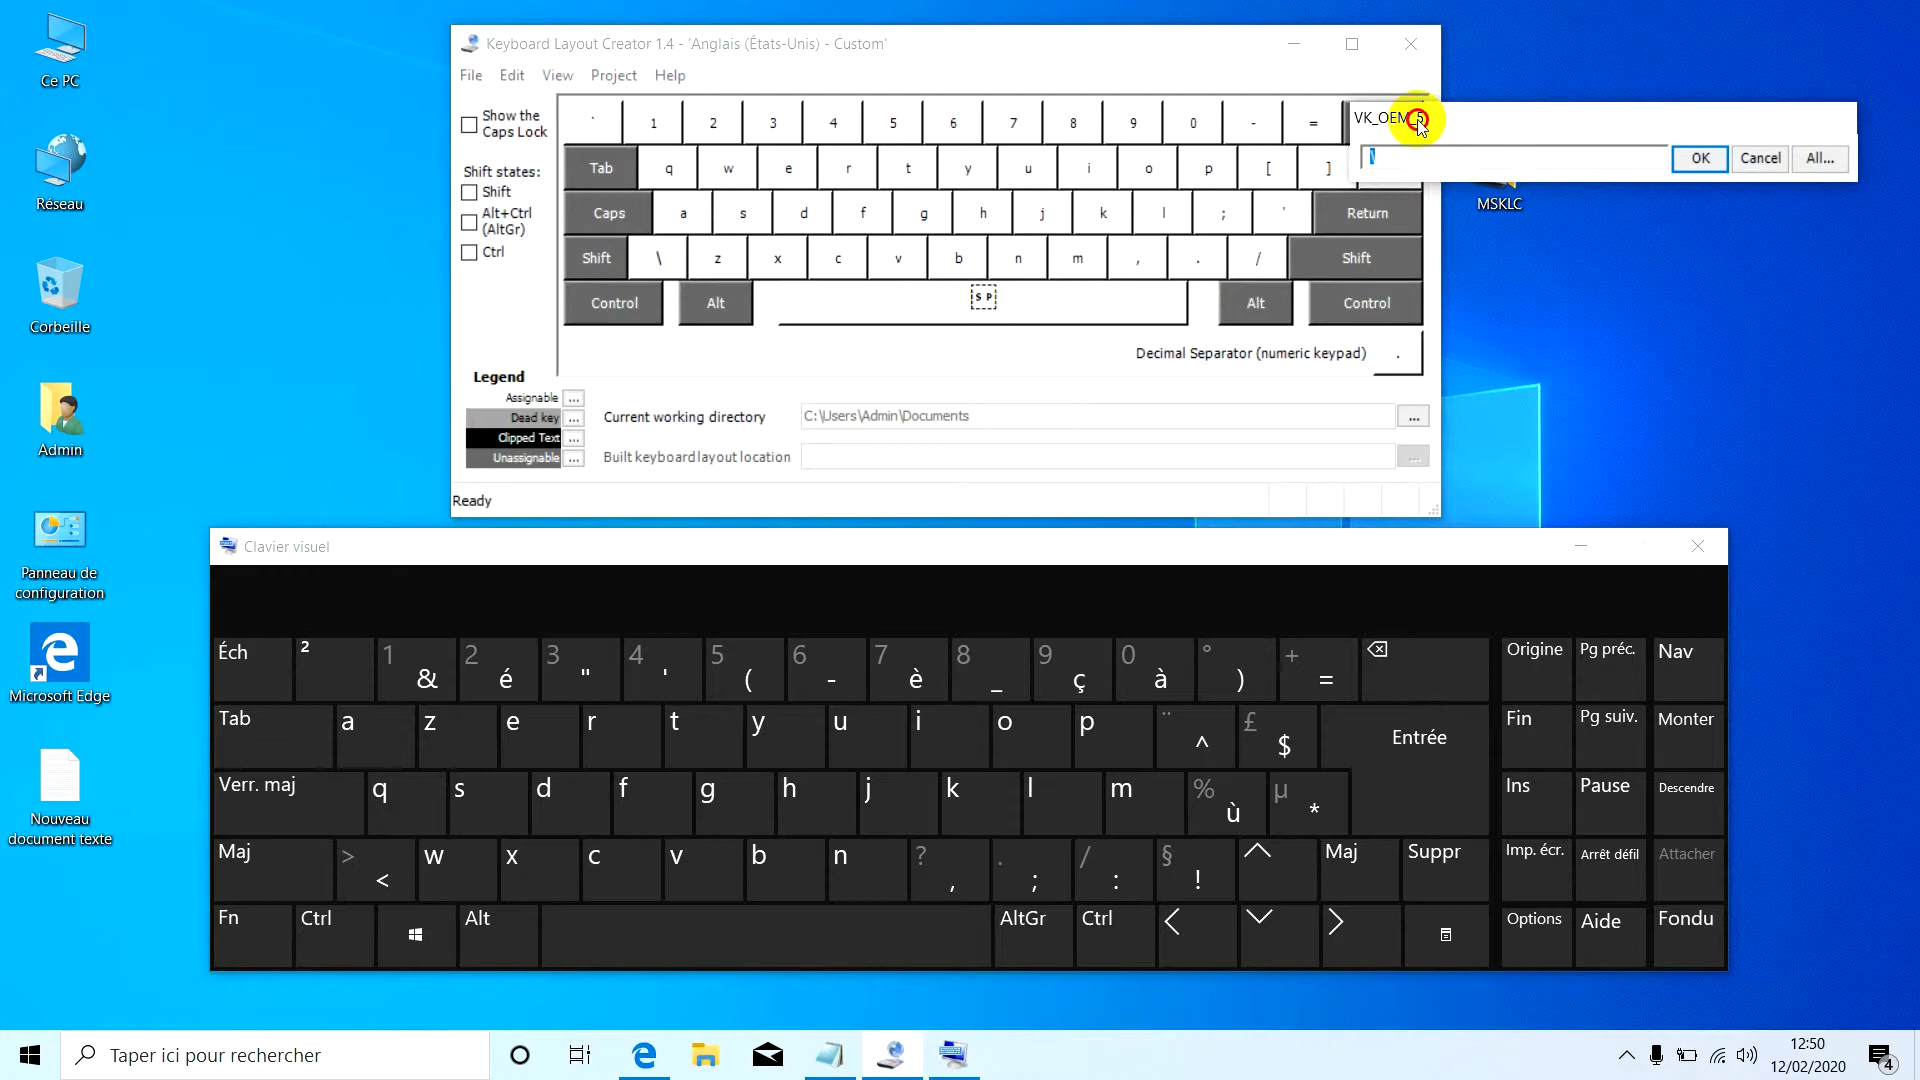 Ce PC
Réseau
Corbeille
Admin
Panneau de
configuration
Microsoft Edge
Nouveau
document texte
Keyboard Layout Creator 1.4 - 'Anglais (États-Unis) - Custom'
File Edit View Project Help
Show the
Caps Lock
Shift states:
Shift
Alt+Ctrl
(AltGr)
Ctrl
` 1 2 3 4 5 6 7 8 9 0 - =
Tab q w e r t y u i o p [ ]
Caps a s d f g h j k l ; ' Return
Shift \ z x c v b n m , . / Shift
Control Alt SP Alt Control
Decimal Separator (numeric keypad) .
Legend
Assignable ...
Dead key ...
Clipped Text ...
Unassignable ...
Current working directory C:\Users\Admin\Documents ...
Built keyboard layout location ...
Ready
VK_OEM_5
\ OK Cancel All...
MSKLC
Clavier visuel
Éch ² 1 & 2 é 3 " 4 ' 5 ( 6 - 7 è 8 _ 9 ç 0 à ° ) + = Origine Pg préc. Nav
Tab a z e r t y u i o p ¨ ^ £ $ Entrée Fin Pg suiv. Monter
Verr. maj q s d f g h j k l m % ù µ * Ins Pause Descendre
Maj > < w x c v b n ? , . ; / : § ! Maj Suppr Imp. écr. Arrêt défil Attacher
Fn Ctrl Alt AltGr Ctrl Options Aide Fondu
Taper ici pour rechercher
12:50
12/02/2020
4